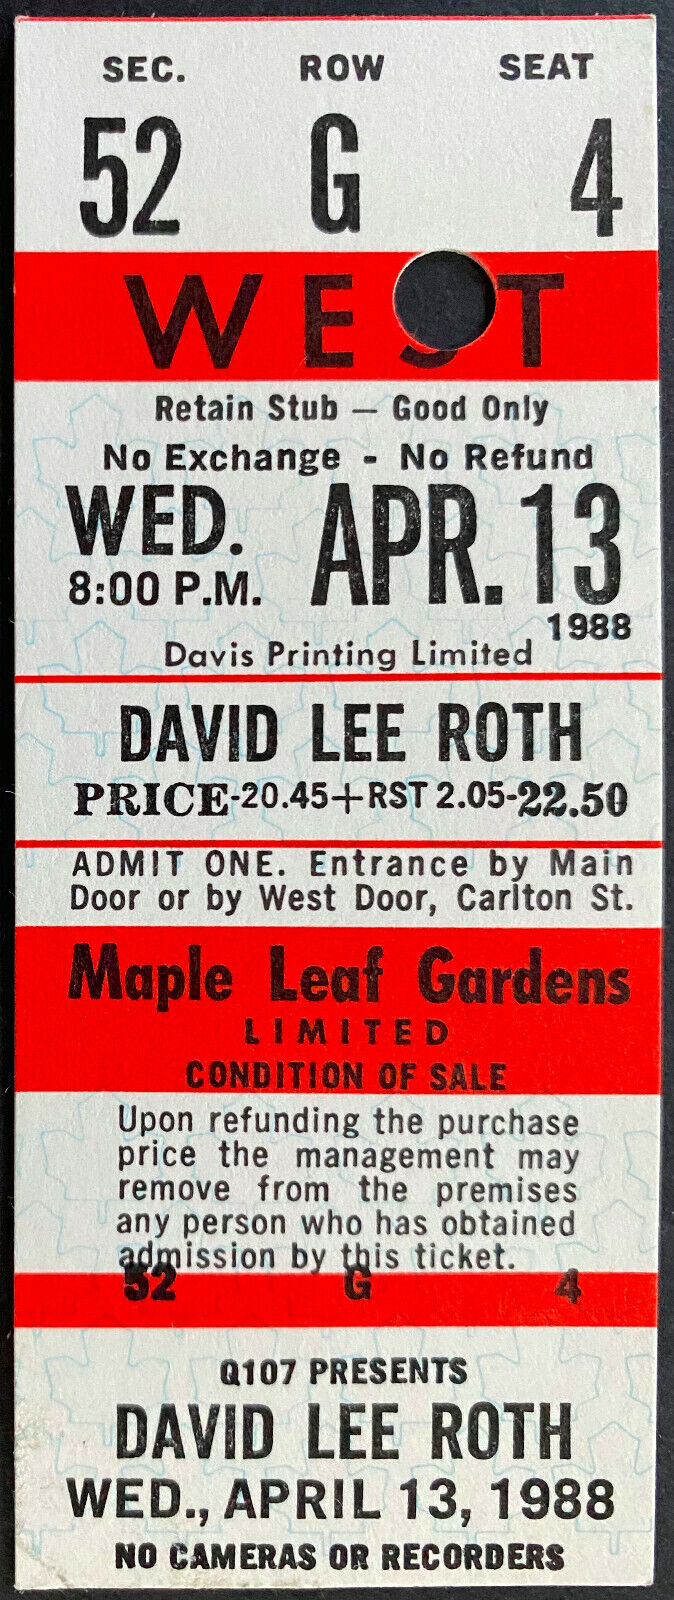 SEC. ROW SEAT
52 G 4
WEST
Retain Stub — Good Only
No Exchange - No Refund
WED. APR. 13
8:00 P.M.
1988
Davis Printing Limited
DAVID LEE ROTH
PRICE-20.45+RST 2.05-22.50
ADMIT ONE. Entrance by Main
Door or by West Door, Carlton St.
Maple Leaf Gardens
LIMITED
CONDITION OF SALE
Upon refunding the purchase
price the management may
remove from the premises
any person who has obtained
admission by this ticket.
52 G 4
Q107 PRESENTS
DAVID LEE ROTH
WED., APRIL 13, 1988
NO CAMERAS OR RECORDERS